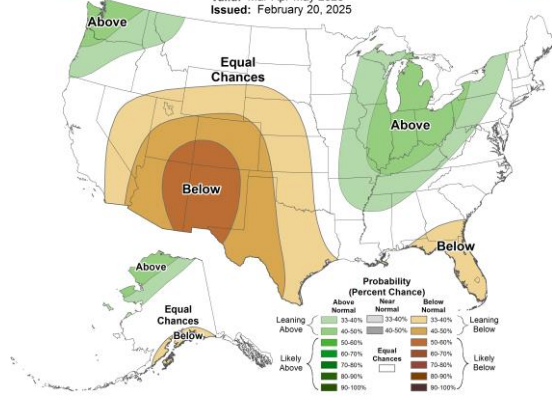 Issued: February 20, 2025
Above
Equal
Chances
Above
Below
Below
Above
Equal
Chances
Below
Probability
(Percent Chance)
Above
Normal
Near
Normal
Below
Normal
Leaning
Above
33-40%
33-40%
33-40%
Leaning
Below
40-50%
40-50%
40-50%
Likely
Above
50-60%
Equal
Chances
50-60%
Likely
Below
60-70%
60-70%
70-80%
70-80%
80-90%
80-90%
90-100%
90-100%